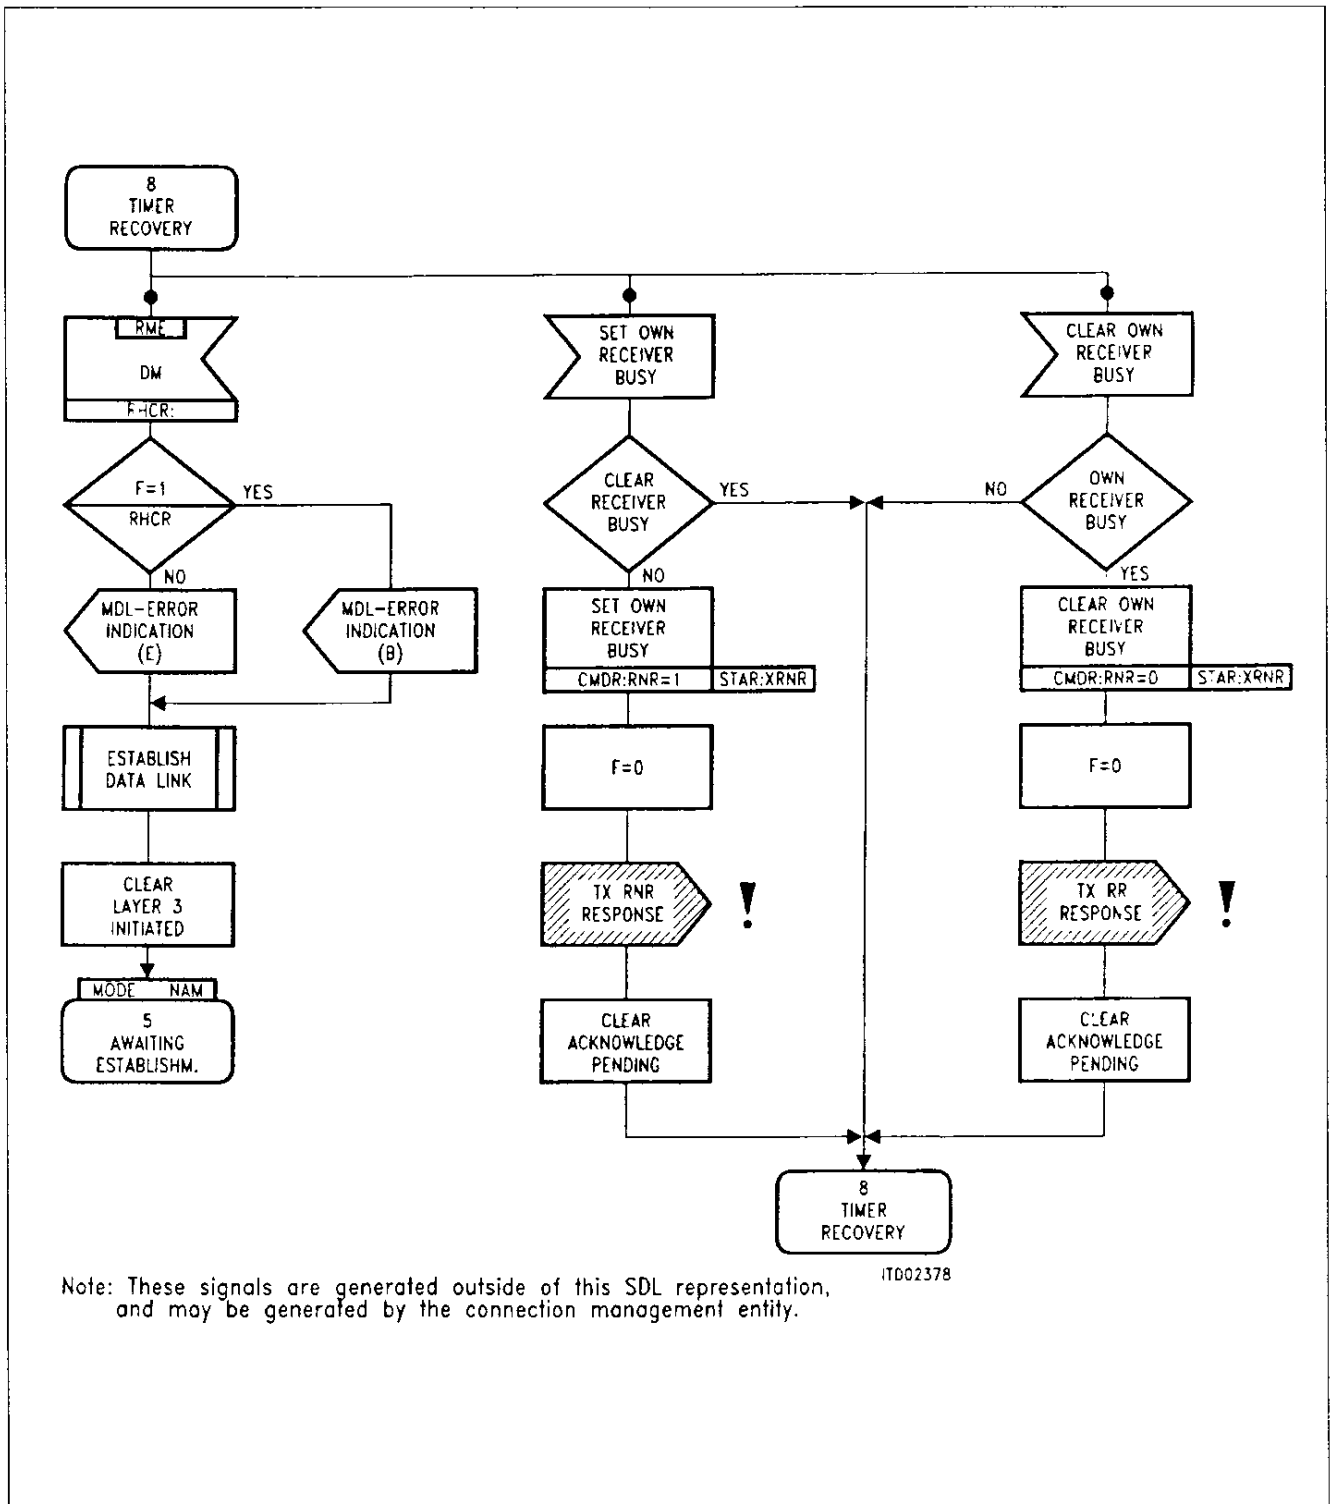 8
TIMER
RECOVERY
RME
DM
RHCR:
F=1
RHCR
YES
NO
MDL-ERROR
INDICATION
(E)
MDL-ERROR
INDICATION
(B)
ESTABLISH
DATA LINK
CLEAR
LAYER 3
INITIATED
MODE NAM
5
AWAITING
ESTABLISHM.
SET OWN
RECEIVER
BUSY
CLEAR
RECEIVER
BUSY
YES
NO
SET OWN
RECEIVER
BUSY
CMDR:RNR=1
STAR:XRNR
F=0
TX RNR
RESPONSE
!
CLEAR
ACKNOWLEDGE
PENDING
CLEAR OWN
RECEIVER
BUSY
OWN
RECEIVER
BUSY
NO
YES
CLEAR OWN
RECEIVER
BUSY
CMDR:RNR=0
STAR:XRNR
F=0
TX RR
RESPONSE
!
CLEAR
ACKNOWLEDGE
PENDING
8
TIMER
RECOVERY
ITD02378
Note: These signals are generated outside of this SDL representation,
and may be generated by the connection management entity.